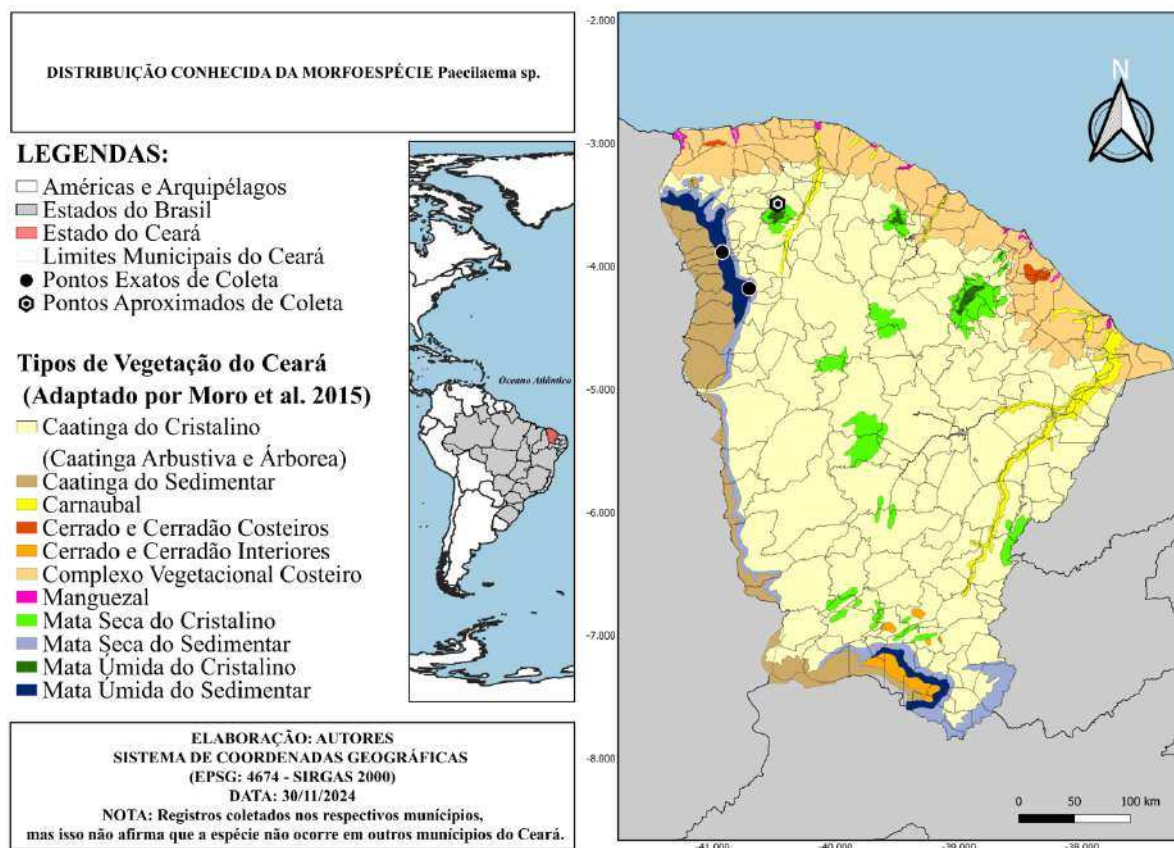 DISTRIBUIÇÃO CONHECIDA DA MORFOESPÉCIE Paecilaema sp.
LEGENDAS:
Américas e Arquipélagos
Estados do Brasil
Estado do Ceará
Limites Municipais do Ceará
Pontos Exatos de Coleta
Pontos Aproximados de Coleta
Tipos de Vegetação do Ceará
(Adaptado por Moro et al. 2015)
Caatinga do Cristalino
(Caatinga Arbustiva e Árborea)
Caatinga do Sedimentar
Carnaubal
Cerrado e Cerradão Costeiros
Cerrado e Cerradão Interiores
Complexo Vegetacional Costeiro
Manguezal
Mata Seca do Cristalino
Mata Seca do Sedimentar
Mata Úmida do Cristalino
Mata Úmida do Sedimentar
Oceano Atlântico
ELABORAÇÃO: AUTORES
SISTEMA DE COORDENADAS GEOGRÁFICAS
(EPSG: 4674 - SIRGAS 2000)
DATA: 30/11/2024
NOTA: Registros coletados nos respectivos munícipios,
mas isso não afirma que a espécie não ocorre em outros munícipios do Ceará.
-2.000
-3.000
-4.000
-5.000
-6.000
-7.000
-8.000
N
0 50 100 km
-41.000 -40.000 -39.000 -38.000